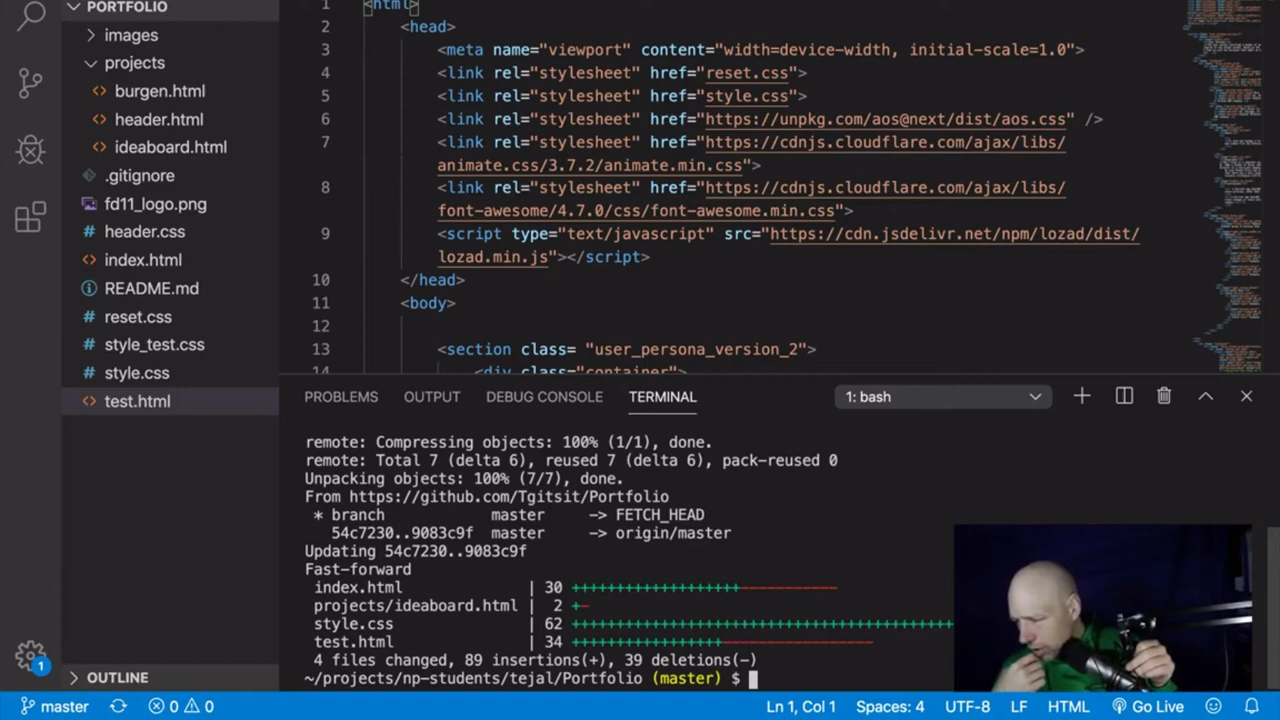 PORTFOLIO
images
projects
burgen.html
header.html
ideaboard.html
.gitignore
fd11_logo.png
header.css
index.html
README.md
reset.css
style_test.css
style.css
test.html
OUTLINE
1 <html>
2 <head>
3 <meta name="viewport" content="width=device-width, initial-scale=1.0">
4 <link rel="stylesheet" href="reset.css">
5 <link rel="stylesheet" href="style.css">
6 <link rel="stylesheet" href="https://unpkg.com/aos@next/dist/aos.css" />
7 <link rel="stylesheet" href="https://cdnjs.cloudflare.com/ajax/libs/
animate.css/3.7.2/animate.min.css">
8 <link rel="stylesheet" href="https://cdnjs.cloudflare.com/ajax/libs/
font-awesome/4.7.0/css/font-awesome.min.css">
9 <script type="text/javascript" src="https://cdn.jsdelivr.net/npm/lozad/dist/
lozad.min.js"></script>
10 </head>
11 <body>
12
13 <section class= "user_persona_version_2">
14 <div class="container">
PROBLEMS OUTPUT DEBUG CONSOLE TERMINAL 1: bash
remote: Compressing objects: 100% (1/1), done.
remote: Total 7 (delta 6), reused 7 (delta 6), pack-reused 0
Unpacking objects: 100% (7/7), done.
From https://github.com/Tgitsit/Portfolio
* branch master -> FETCH_HEAD
54c7230..9083c9f master -> origin/master
Updating 54c7230..9083c9f
Fast-forward
index.html | 30 +++++++++++++++++++-----------
projects/ideaboard.html | 2 +-
style.css | 62 +++++++++++++++++++++++++++++++++++++++++++
test.html | 34 +++++++++++++++++-----------------
4 files changed, 89 insertions(+), 39 deletions(-)
~/projects/np-students/tejal/Portfolio (master) $
1
master 0 0 Ln 1, Col 1 Spaces: 4 UTF-8 LF HTML Go Live